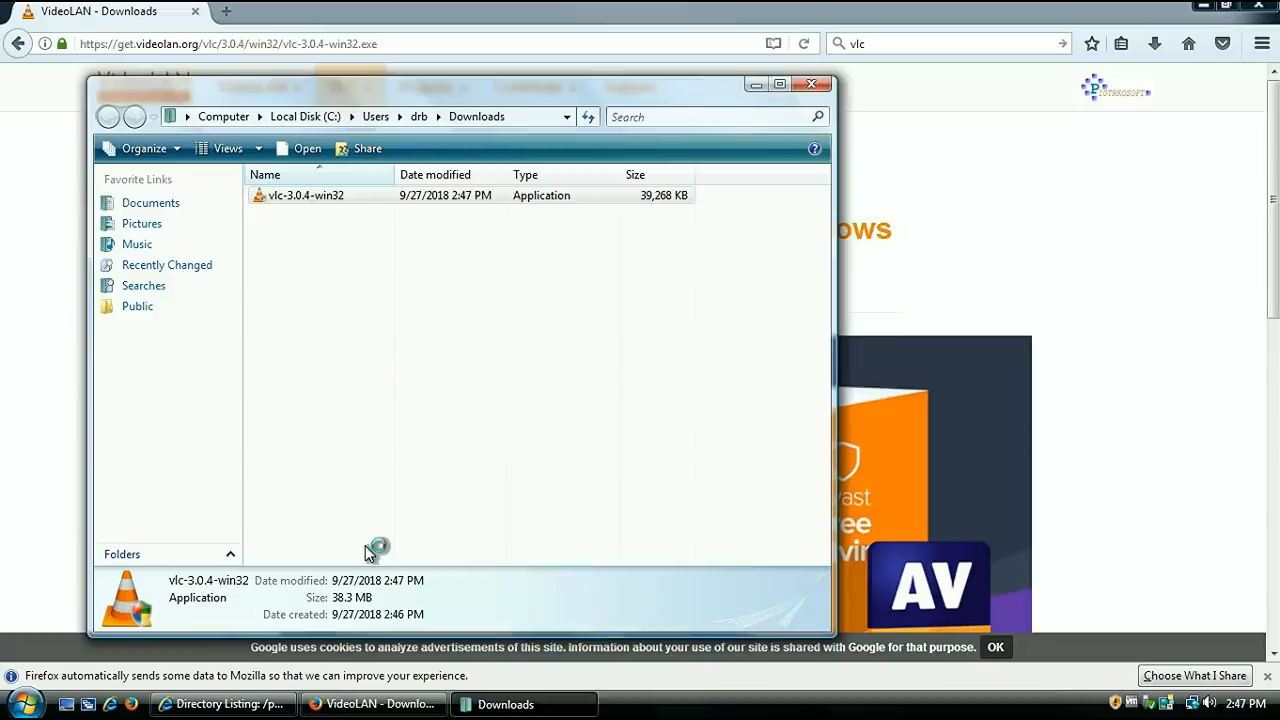 VideoLAN - Downloads
https://get.videolan.org/vlc/3.0.4/win32/vlc-3.0.4-win32.exe
vlc
PIOTRKOSOFT
Computer Local Disk (C:) Users drb Downloads
Search
Organize Views Open Share
Favorite Links
Documents
Pictures
Music
Recently Changed
Searches
Public
Folders
Name Date modified Type Size
vlc-3.0.4-win32 9/27/2018 2:47 PM Application 39,268 KB
ows
vast
ree
AV
vlc-3.0.4-win32 Date modified: 9/27/2018 2:47 PM
Application Size: 38.3 MB
Date created: 9/27/2018 2:46 PM
Google uses cookies to analyze advertisements of this site. Information about your use of our site is shared with Google for that purpose. OK
Firefox automatically sends some data to Mozilla so that we can improve your experience. Choose What I Share
Directory Listing: /p... VideoLAN - Downlo... Downloads 2:47 PM